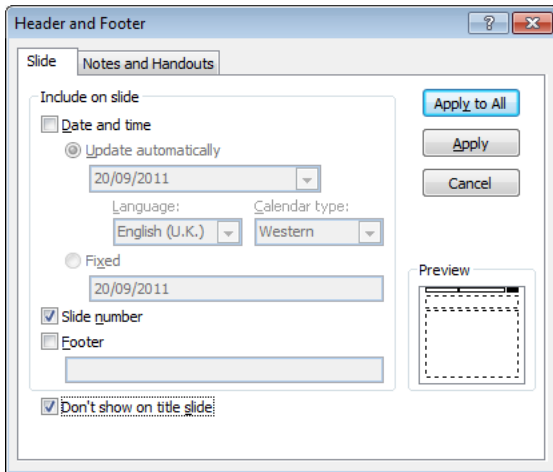 Header and Footer
Slide
Notes and Handouts
Include on slide
Date and time
Update automatically
20/09/2011
Language:
Calendar type:
English (U.K.)
Western
Fixed
20/09/2011
Slide number
Footer
Don't show on title slide
Apply to All
Apply
Cancel
Preview